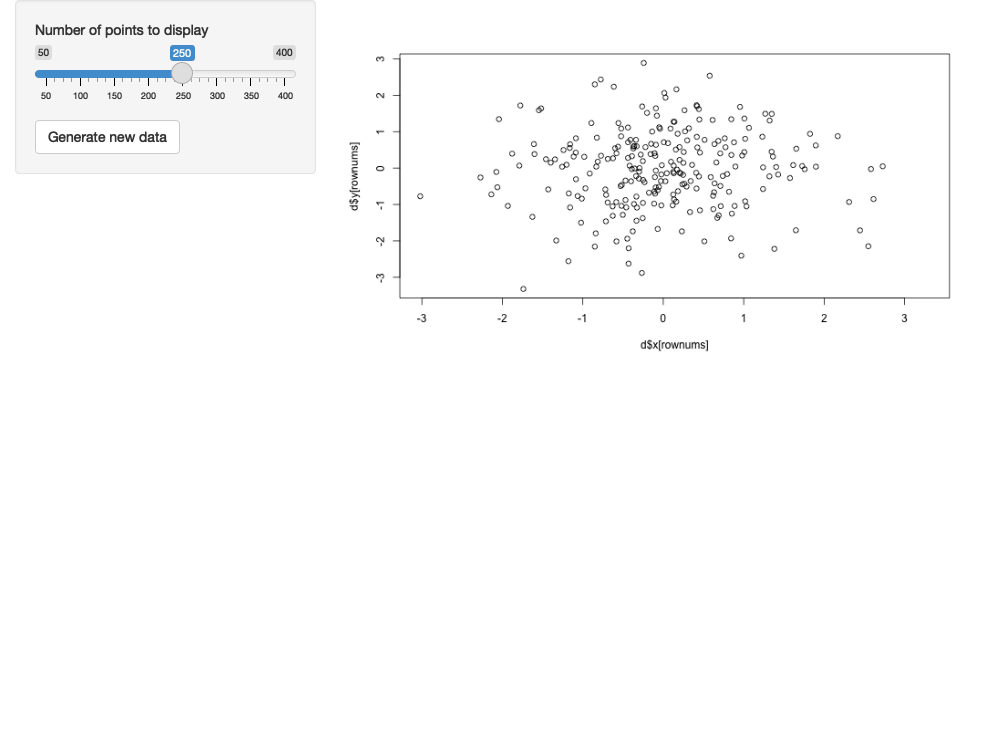 Number of points to display
50 250 400
50 100 150 200 250 300 350 400
Generate new data
d$y[rownums]
3
2
1
0
-1
-2
-3
-3 -2 -1 0 1 2 3
d$x[rownums]